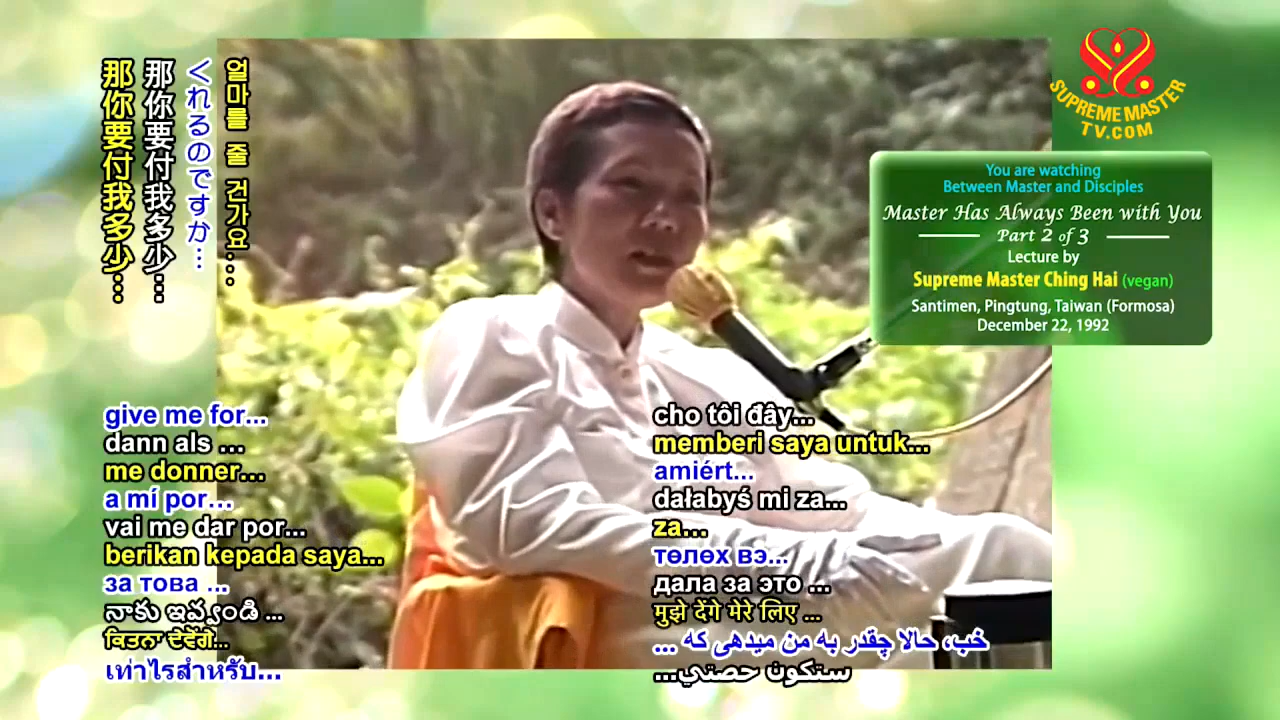 얼마를 줄 건가요...
くれるのですか...
那你要付我多少...
那你要付我多少...
SUPREME MASTER
TV.COM
You are watching
Between Master and Disciples
Master Has Always Been with You
Part 2 of 3
Lecture by
Supreme Master Ching Hai (vegan)
Santimen, Pingtung, Taiwan (Formosa)
December 22, 1992
give me for...
dann als ...
me donner...
a mí por...
vai me dar por...
berikan kepada saya...
за това ...
నాకు ఇవ్వండి ...
ਕਿਤਨਾ ਦੇਵੋਂਗੇ...
เท่าไรสำหรับ...
cho tôi đây...
memberi saya untuk...
amiért...
dałabyś mi za...
za...
төлөх вэ...
дала за это ...
मुझे देंगे मेरे लिए ...
خب، حالا چقدر به من میدهی که ...
ستكون حصتي...